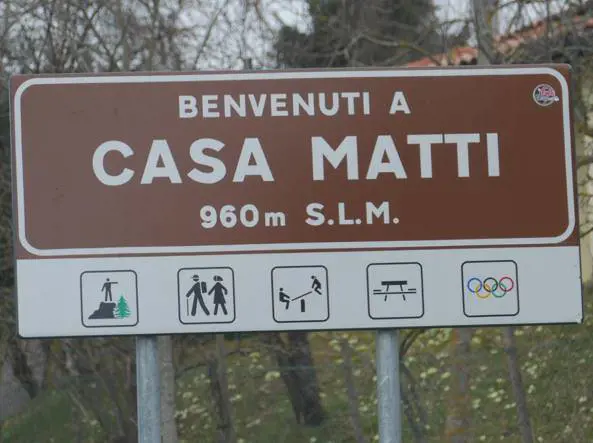 BENVENUTI A
CASA MATTI
960m S.L.M.